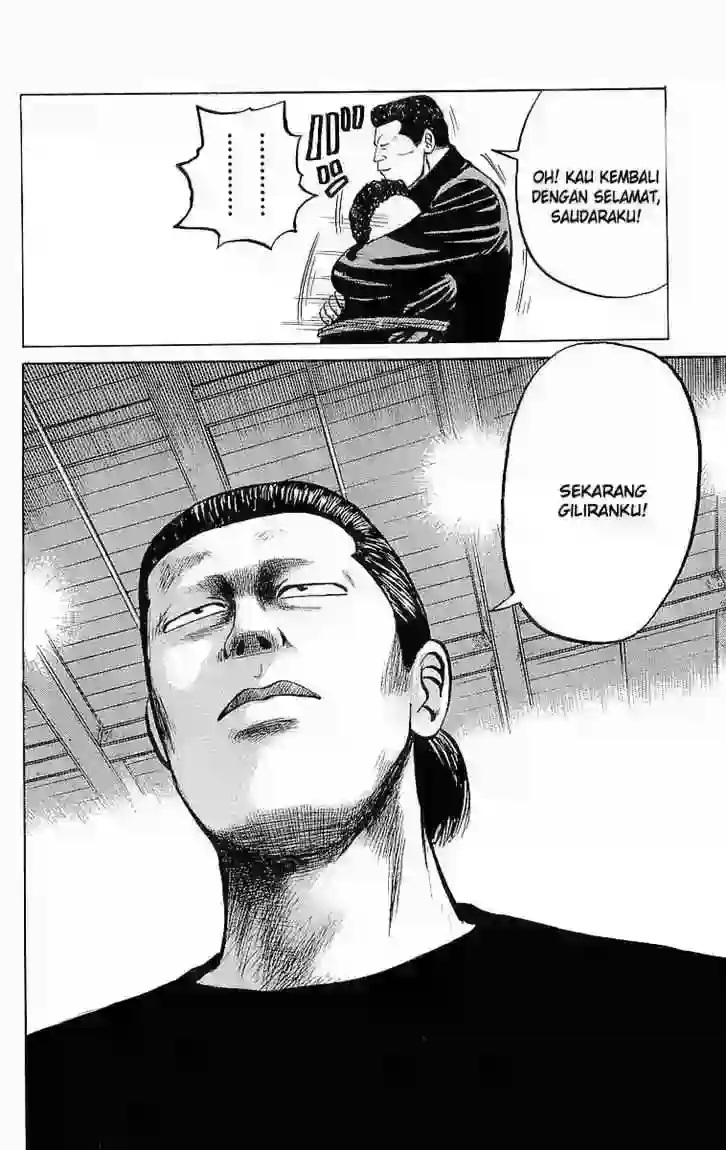 OH! KAU KEMBALI
DENGAN SELAMAT,
SAUDARAKU!
SEKARANG
GILIRANKU!